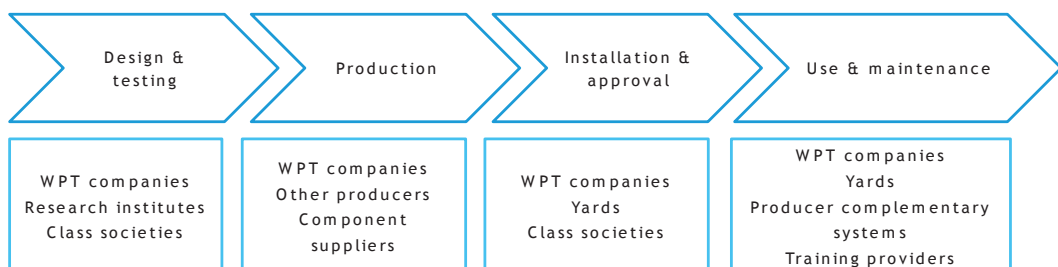 Design &
testing
Production
Installation &
approval
Use & maintenance
WPT companies
Research institutes
Class societies
WPT companies
Other producers
Component
suppliers
WPT companies
Yards
Class societies
WPT companies
Yards
Producer complementary
systems
Training providers